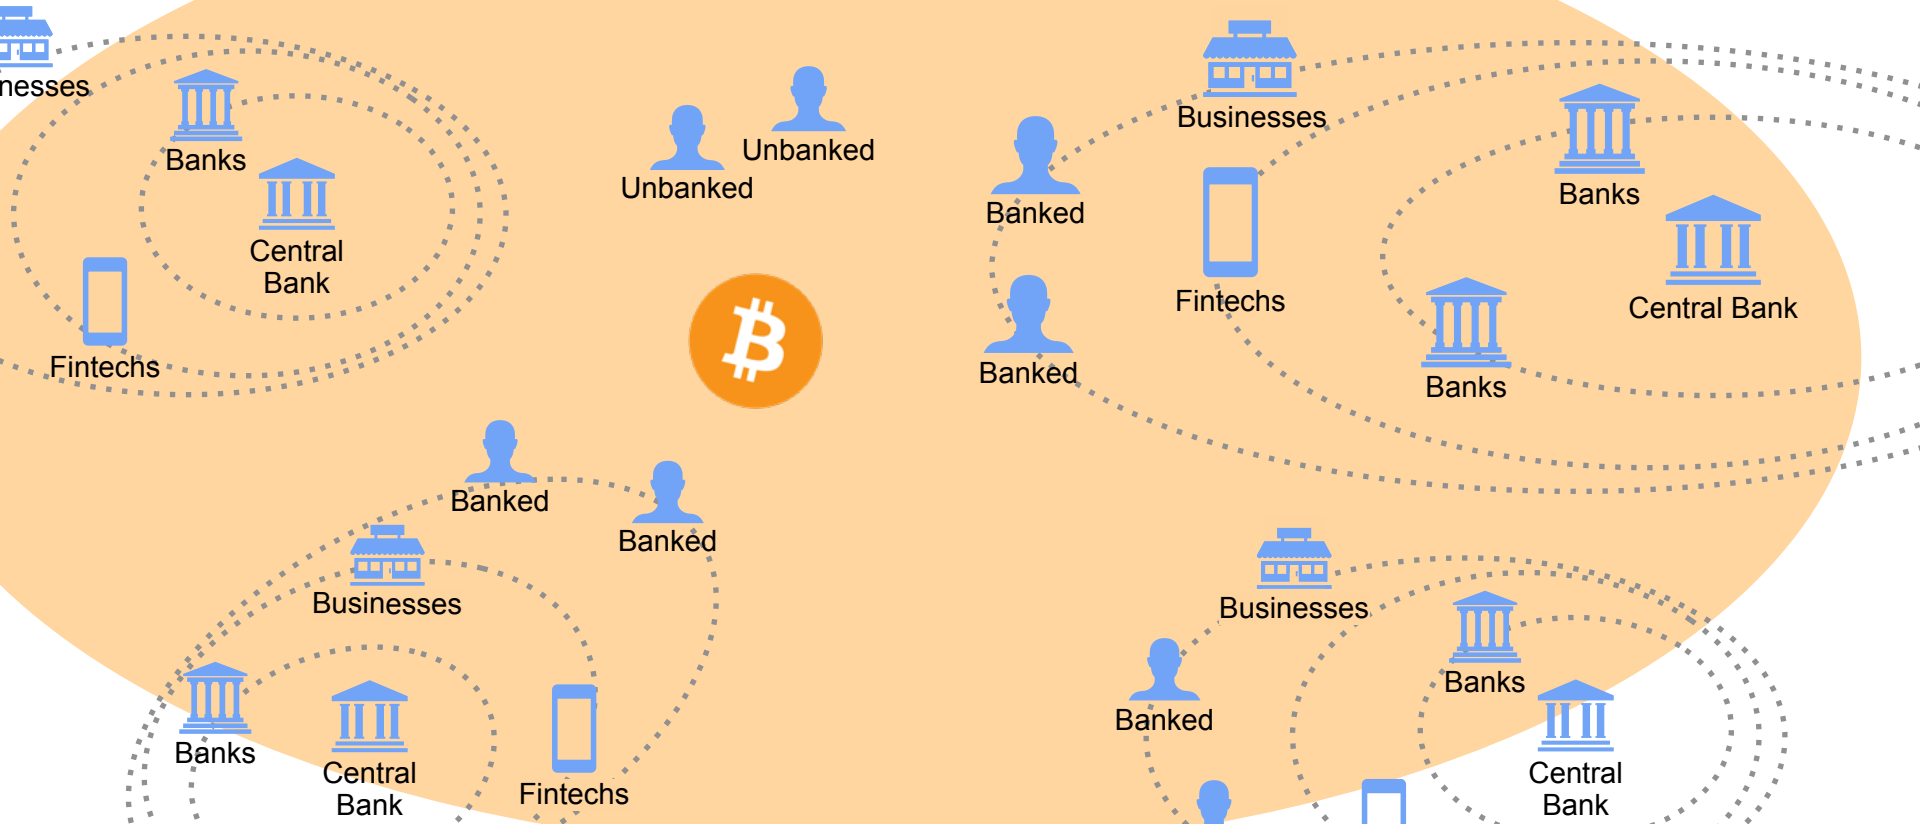 nesses
Banks
Central
Bank
Fintechs
Unbanked
Unbanked
Banked
Businesses
Fintechs
Banked
Banks
Central Bank
Banks
Banked
Banked
Businesses
Banks
Central
Bank
Fintechs
Businesses
Banked
Banks
Central
Bank